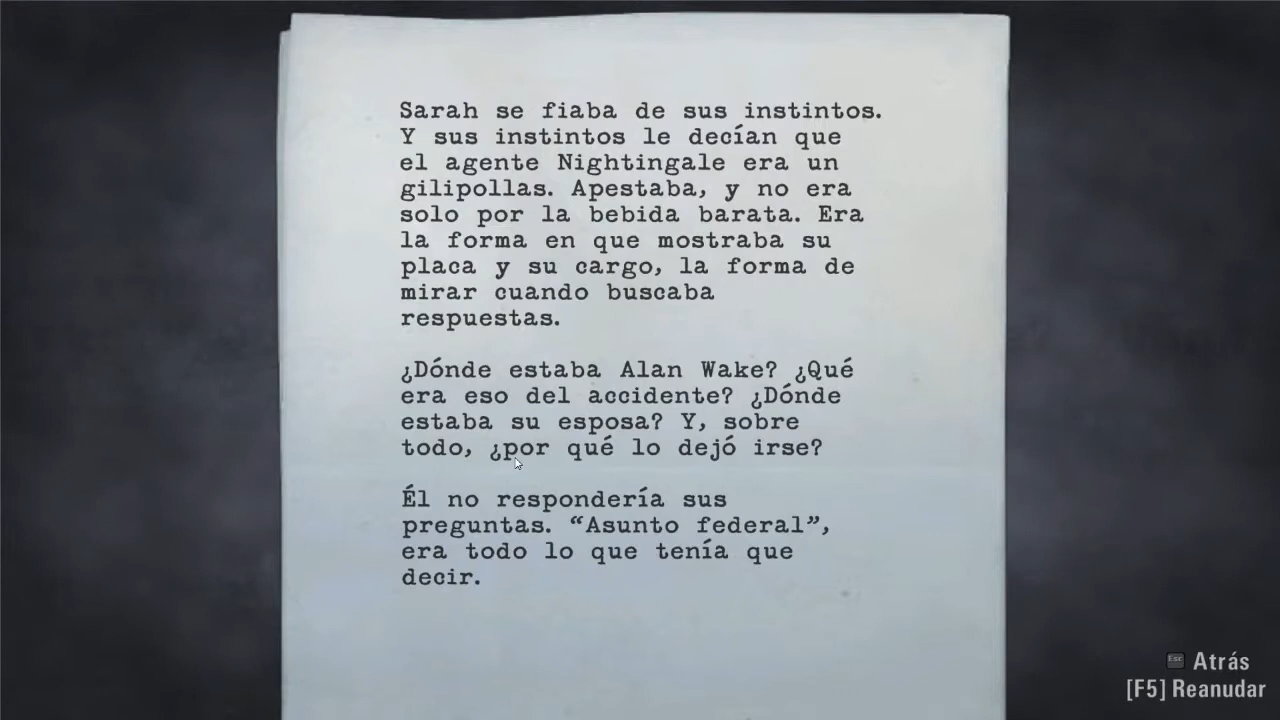 Sarah se fiaba de sus instintos.
Y sus instintos le decían que
el agente Nightingale era un
gilipollas. Apestaba, y no era
solo por la bebida barata. Era
la forma en que mostraba su
placa y su cargo, la forma de
mirar cuando buscaba
respuestas.
¿Dónde estaba Alan Wake? ¿Qué
era eso del accidente? ¿Dónde
estaba su esposa? Y, sobre
todo, ¿por qué lo dejó irse?
Él no respondería sus
preguntas. “Asunto federal”,
era todo lo que tenía que
decir.
Esc Atrás
[F5] Reanudar